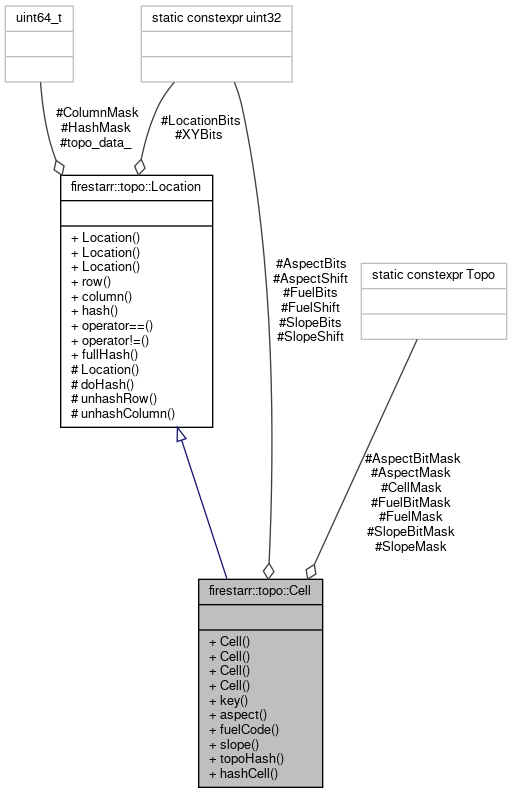 uint64_t
static constexpr uint32
#ColumnMask
#HashMask
#topo_data_
#LocationBits
#XYBits
firestarr::topo::Location
+ Location()
+ Location()
+ Location()
+ row()
+ column()
+ hash()
+ operator==()
+ operator!=()
+ fullHash()
# Location()
# doHash()
# unhashRow()
# unhashColumn()
#AspectBits
#AspectShift
#FuelBits
#FuelShift
#SlopeBits
#SlopeShift
static constexpr Topo
#AspectBitMask
#AspectMask
#CellMask
#FuelBitMask
#FuelMask
#SlopeBitMask
#SlopeMask
firestarr::topo::Cell
+ Cell()
+ Cell()
+ Cell()
+ Cell()
+ key()
+ aspect()
+ fuelCode()
+ slope()
+ topoHash()
+ hashCell()